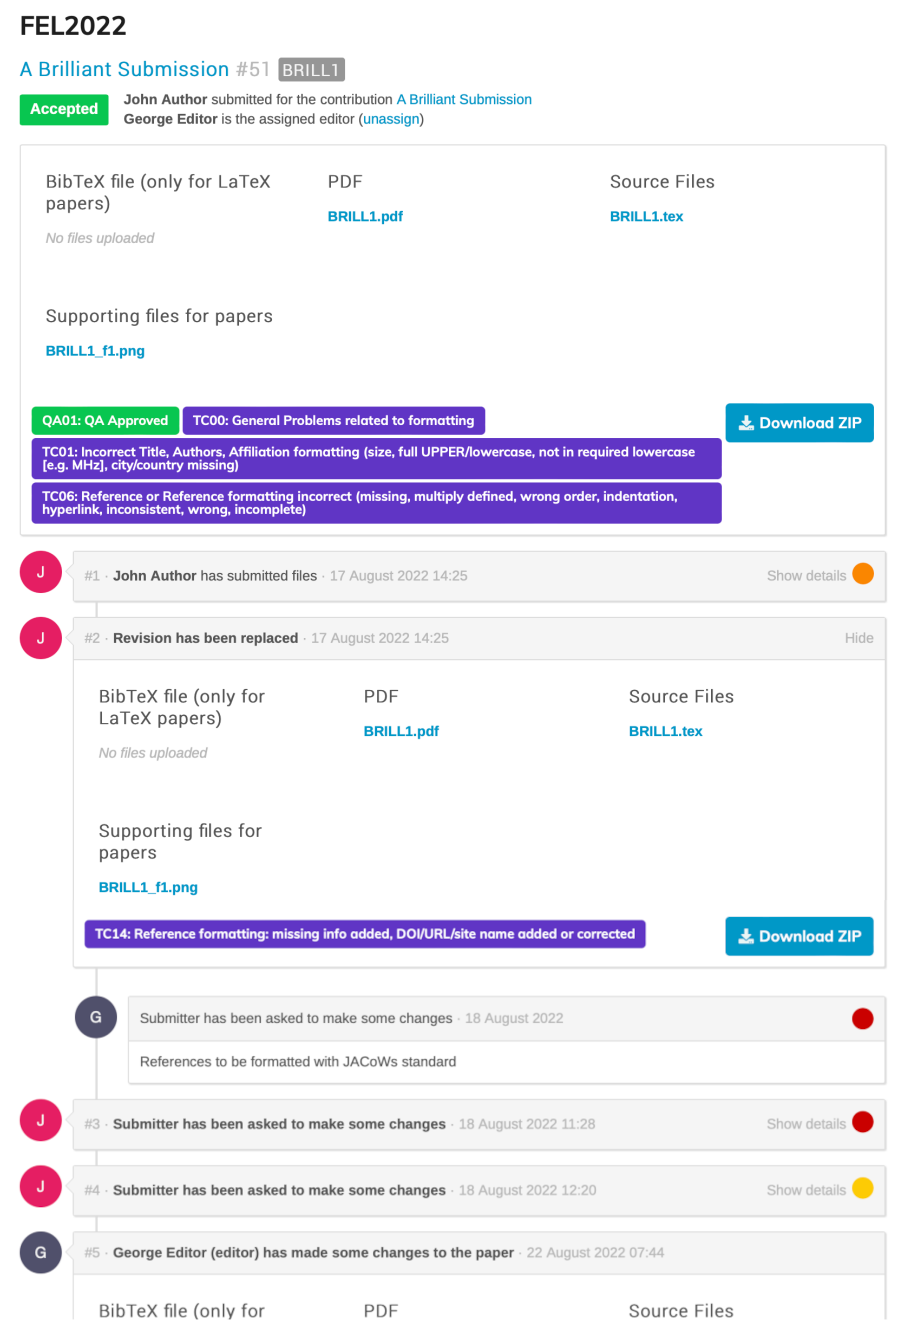 FEL2022
A Brilliant Submission #51 BRILL1
Accepted
John Author submitted for the contribution A Brilliant Submission
George Editor is the assigned editor (unassign)
BibTeX file (only for LaTeX
papers)
No files uploaded
PDF
BRILL1.pdf
Source Files
BRILL1.tex
Supporting files for papers
BRILL1_f1.png
QA01: QA Approved
TC00: General Problems related to formatting
TC01: Incorrect Title, Authors, Affiliation formatting (size, full UPPER/lowercase, not in required lowercase
[e.g. MHz], city/country missing)
TC06: Reference or Reference formatting incorrect (missing, multiply defined, wrong order, indentation,
hyperlink, inconsistent, wrong, incomplete)
Download ZIP
J
#1 · John Author has submitted files · 17 August 2022 14:25
Show details
J
#2 · Revision has been replaced · 17 August 2022 14:25
Hide
BibTeX file (only for
LaTeX papers)
No files uploaded
PDF
BRILL1.pdf
Source Files
BRILL1.tex
Supporting files for
papers
BRILL1_f1.png
TC14: Reference formatting: missing info added, DOI/URL/site name added or corrected
Download ZIP
G
Submitter has been asked to make some changes · 18 August 2022
References to be formatted with JACoWs standard
J
#3 · Submitter has been asked to make some changes · 18 August 2022 11:28
Show details
J
#4 · Submitter has been asked to make some changes · 18 August 2022 12:20
Show details
G
#5 · George Editor (editor) has made some changes to the paper · 22 August 2022 07:44
BibTeX file (only for
PDF
Source Files